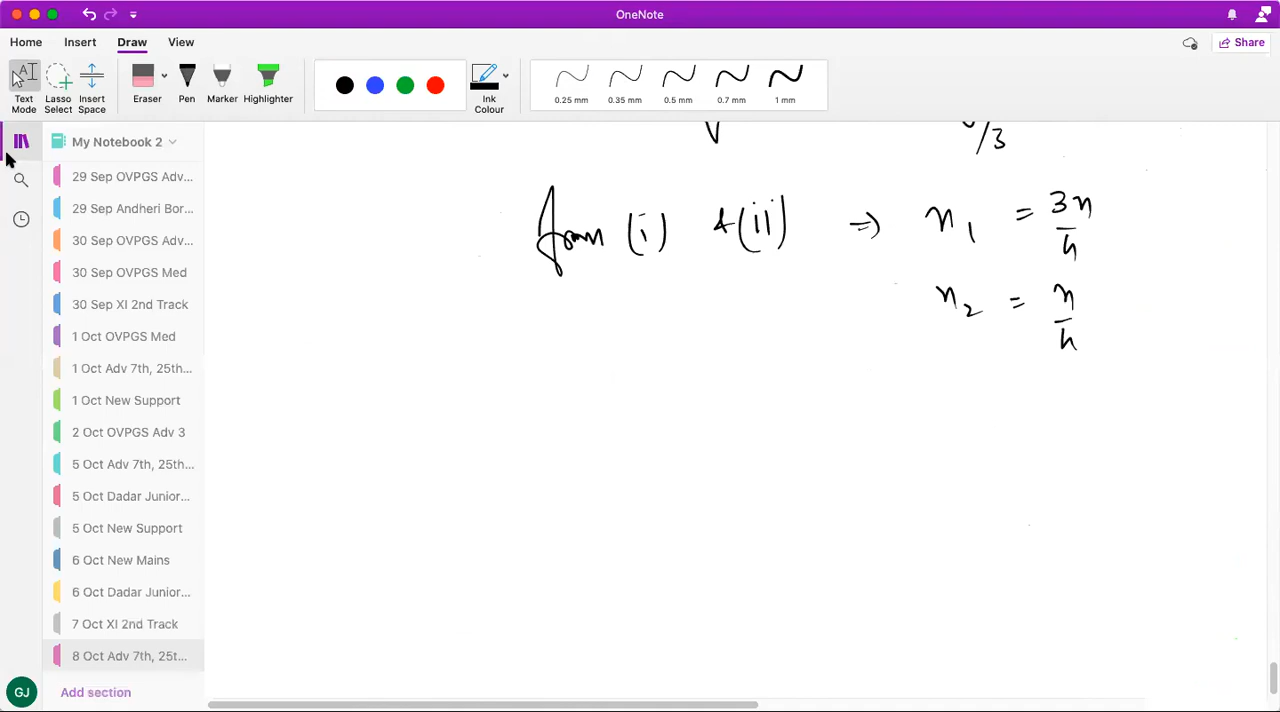 OneNote
Home Insert Draw View
Share
Text Mode
Lasso Select
Insert Space
Eraser
Pen
Marker
Highlighter
Ink Colour
0.25 mm
0.35 mm
0.5 mm
0.7 mm
1 mm
My Notebook 2
29 Sep OVPGS Adv...
29 Sep Andheri Bor...
30 Sep OVPGS Adv...
30 Sep OVPGS Med
30 Sep XI 2nd Track
1 Oct OVPGS Med
1 Oct Adv 7th, 25th...
1 Oct New Support
2 Oct OVPGS Adv 3
5 Oct Adv 7th, 25th...
5 Oct Dadar Junior...
5 Oct New Support
6 Oct New Mains
6 Oct Dadar Junior...
7 Oct XI 2nd Track
8 Oct Adv 7th, 25t...
Add section
GJ
/3
from (i) & (ii) ⇒ n1 = 3n/4
n2 = n/4